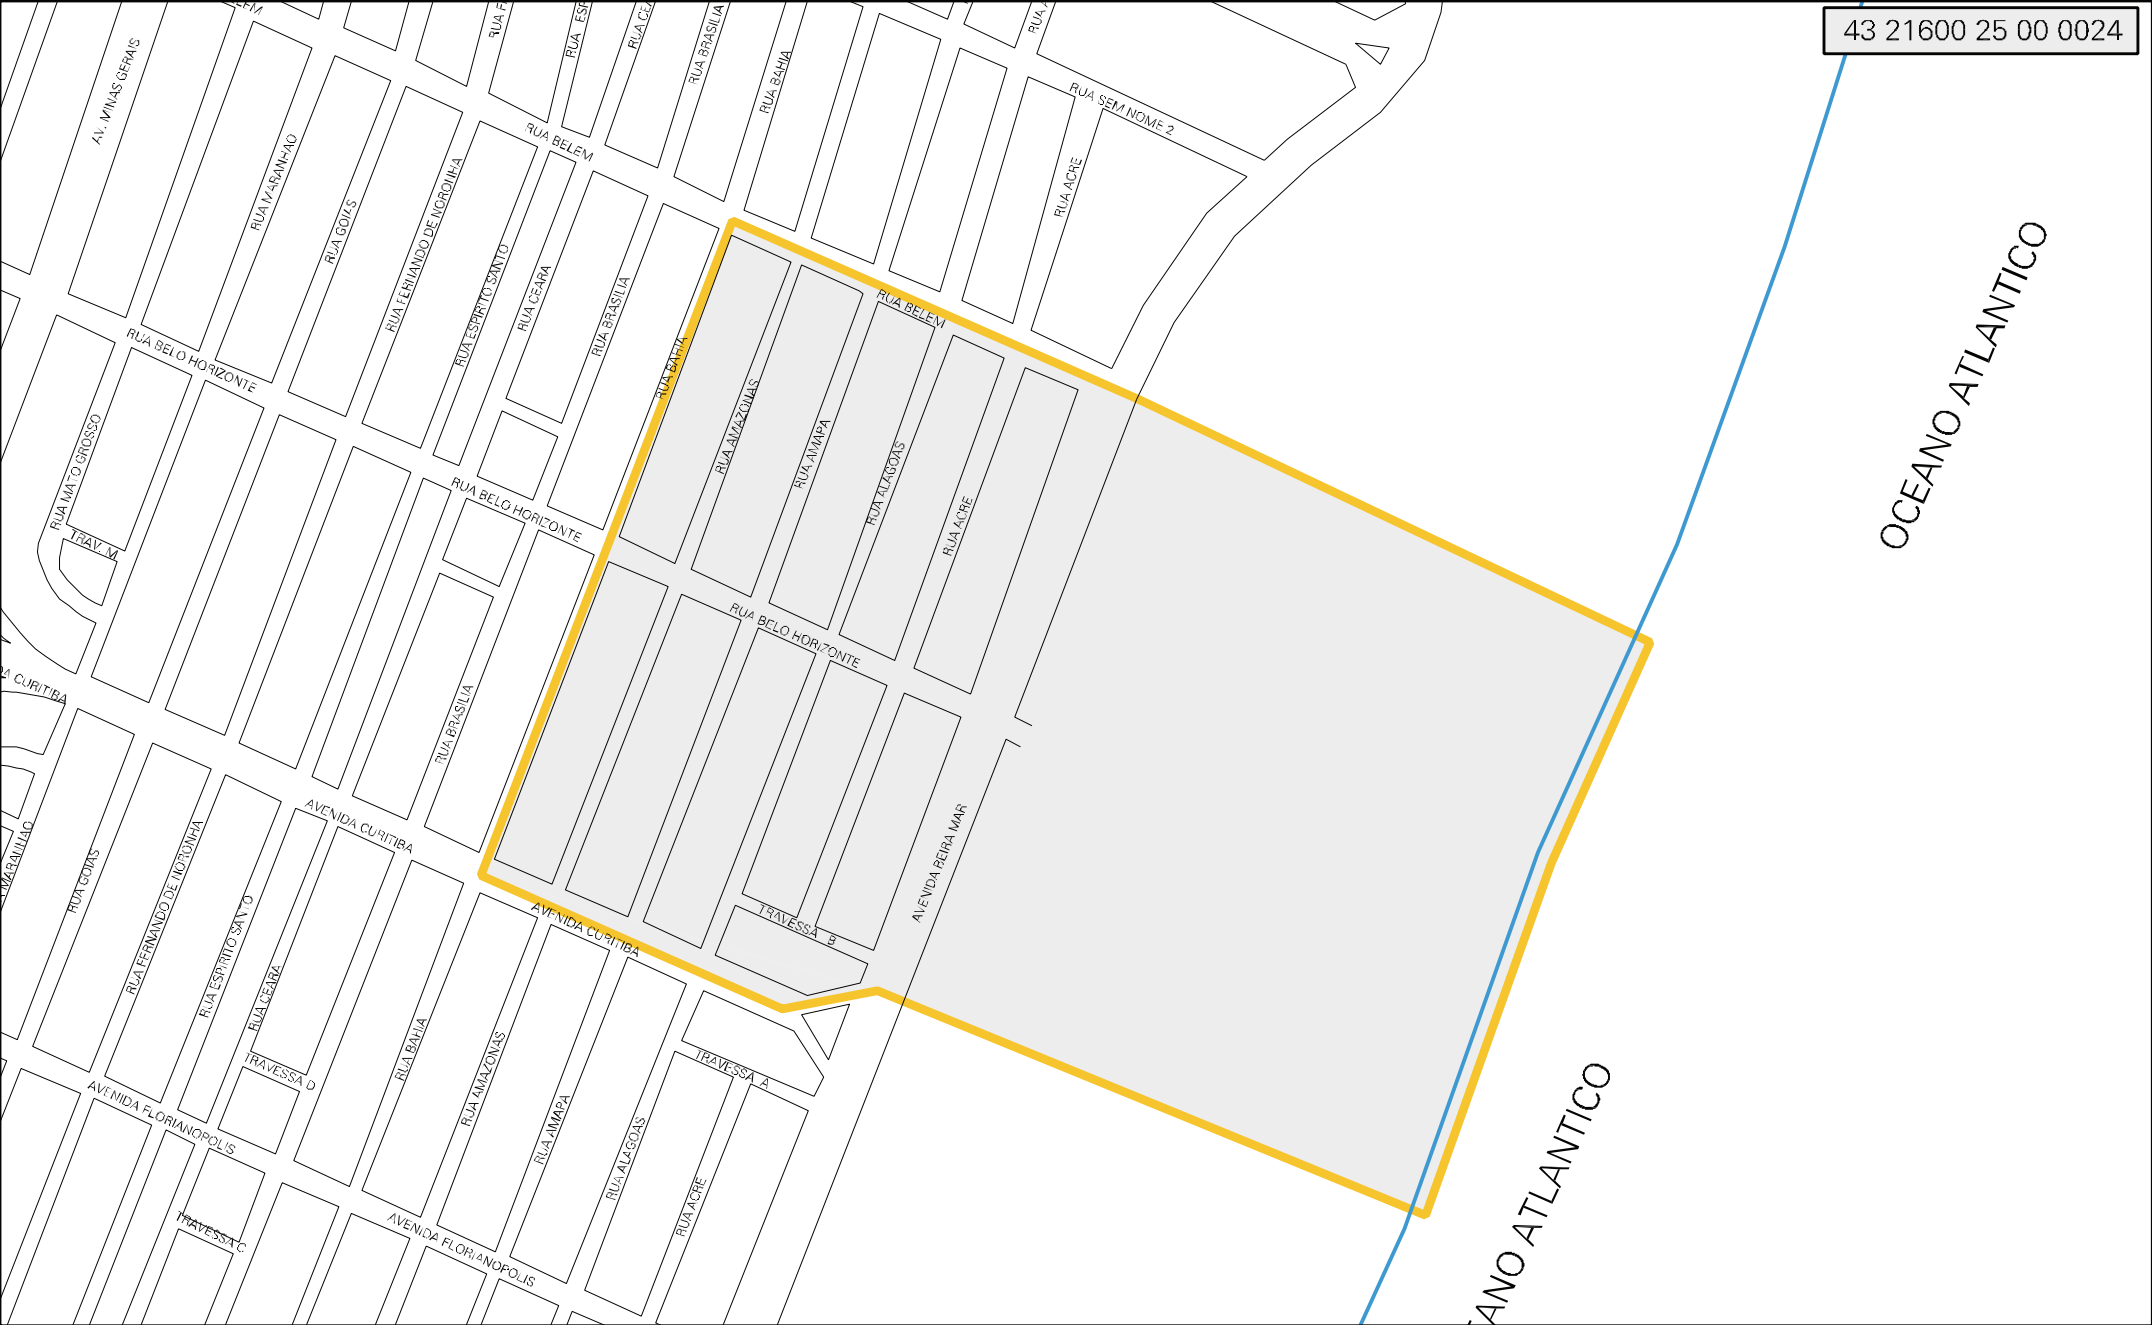 43 21600 25 00 0024
AV. MINAS GERAIS
RUA BRASILIA
RUA BAHIA
RUA SEM NOME 2
RUA BELEM
RUA MARANHAO
RUA GOIAS
RUA FERNANDO DE NORONHA
RUA ESPIRITO SANTO
RUA CEARA
RUA BRASILIA
RUA ACRE
OCEANO ATLANTICO
RUA BELO HORIZONTE
RUA BELEM
RUA BAHIA
RUA AMAZONAS
RUA AMAPA
RUA ALAGOAS
RUA ACRE
RUA MATO GROSSO
TRAV. M
RUA BELO HORIZONTE
RUA BELO HORIZONTE
DA CURITIBA
RUA BRASILIA
AVENIDA CURITIBA
AVENIDA BEIRA MAR
MARANHAO
RUA GOIAS
RUA FERNANDO DE NORONHA
RUA ESPIRITO SANTO
RUA CEARA
AVENIDA CURITIBA
TRAVESSA B
RUA BAHIA
RUA AMAZONAS
TRAVESSA D
TRAVESSA A
AVENIDA FLORIANOPOLIS
RUA AMAPA
RUA ALAGOAS
RUA ACRE
TRAVESSA C
AVENIDA FLORIANOPOLIS
EANO ATLANTICO